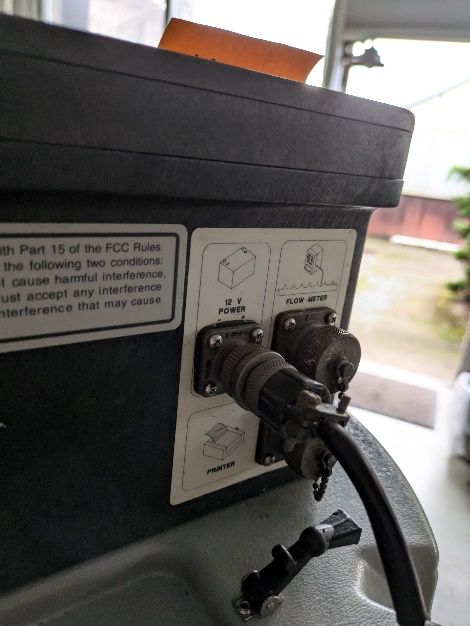 ith Part 15 of the FCC Rules.
the following two conditions:
t cause harmful interference,
ust accept any interference
nterference that may cause
12 V
POWER
- +
FLOW-METER
PRINTER